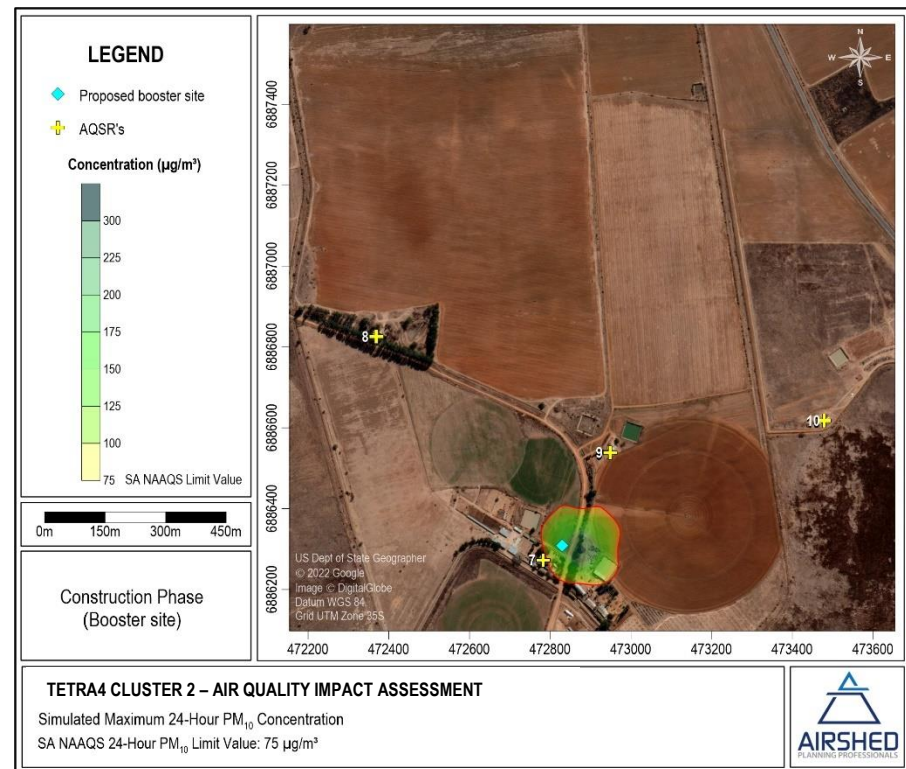 LEGEND
Proposed booster site
AQSR's
Concentration (µg/m³)
300
225
200
175
125
100
75 SA NAAQS Limit Value
0m 150m 300m 450m
Construction Phase
(Booster site)
N
W E
S
6887400
6887200
6887000
6886800
6886600
6886400
6886200
8
10
9
7
US Dept of State Geographer
© 2022 Google
Image © DigitalGlobe
Datum WGS 84,
Grid UTM Zone 35S
472200 472400 472600 472800 473000 473200 473400 473600
TETRA4 CLUSTER 2 – AIR QUALITY IMPACT ASSESSMENT
Simulated Maximum 24-Hour PM₁₀ Concentration
SA NAAQS 24-Hour PM₁₀ Limit Value: 75 µg/m³
AIRSHED
PLANNING PROFESSIONALS